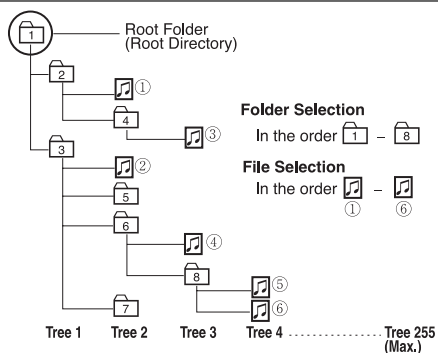 1 Root Folder
(Root Directory)
2
①
4
③
Folder Selection
In the order 1 – 8
3
②
File Selection
In the order –
① ⑥
5
6
④
8
⑤
⑥
7
Tree 1 Tree 2 Tree 3 Tree 4 ................... Tree 255
(Max.)